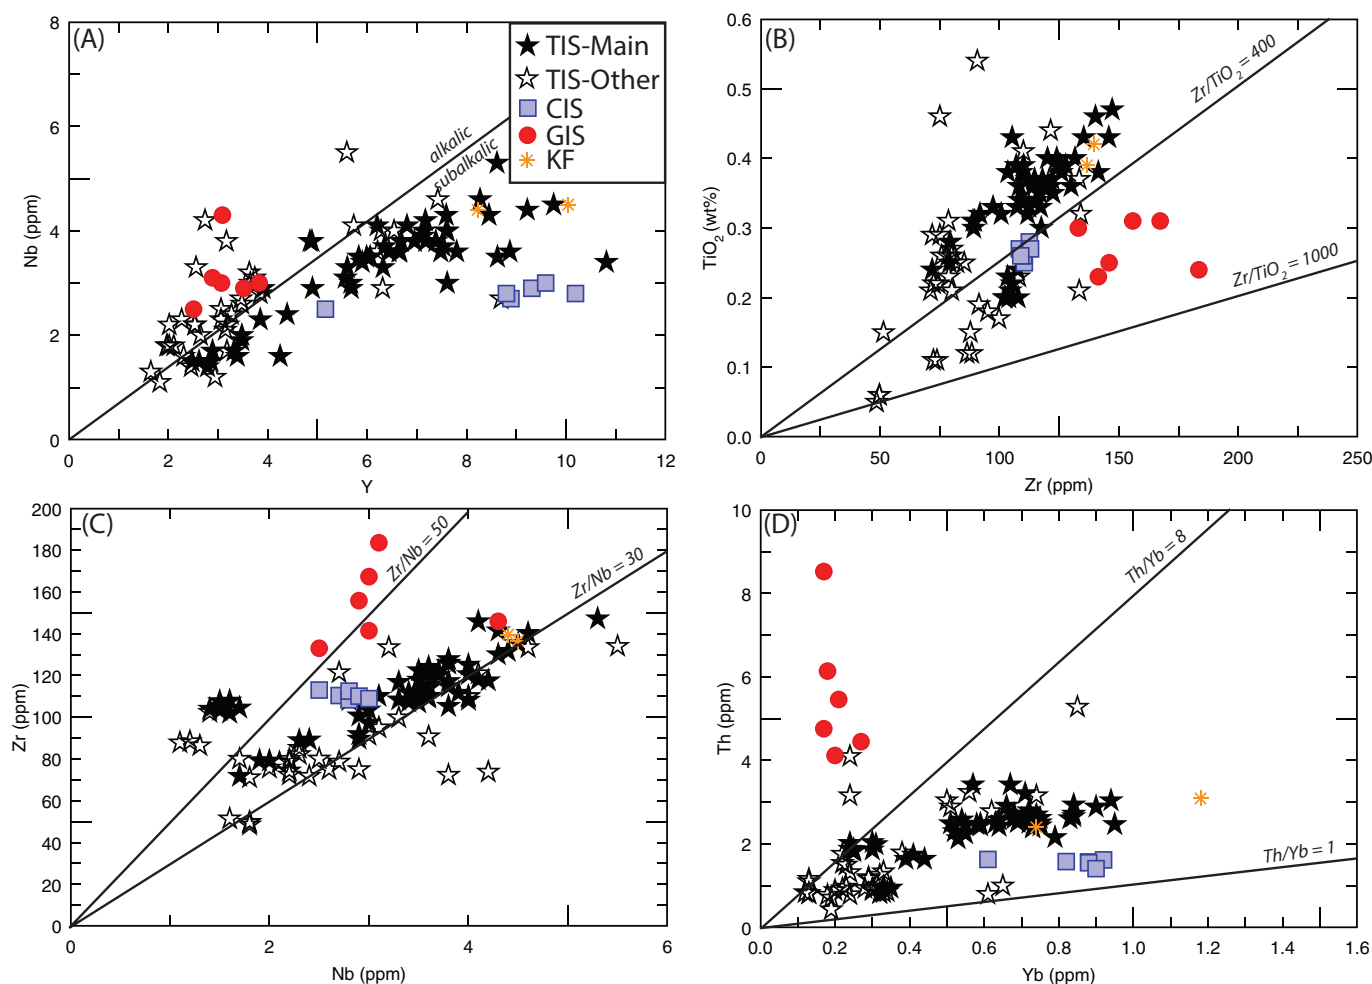 (A)
8
6
4
2
0
Nb (ppm)
0 2 4 6 8 10 12
Y
alkalic
subalkalic
TIS-Main
TIS-Other
CIS
GIS
KF
(B)
0.6
0.5
0.4
0.3
0.2
0.1
0.0
TiO2 (wt%)
0 50 100 150 200 250
Zr (ppm)
Zr/TiO2 = 400
Zr/TiO2 = 1000
(C)
200
180
160
140
120
100
80
60
40
20
0
Zr (ppm)
0 2 4 6
Nb (ppm)
Zr/Nb = 50
Zr/Nb = 30
(D)
10
8
6
4
2
0
Th (ppm)
0.0 0.2 0.4 0.6 0.8 1.0 1.2 1.4 1.6
Yb (ppm)
Th/Yb = 8
Th/Yb = 1